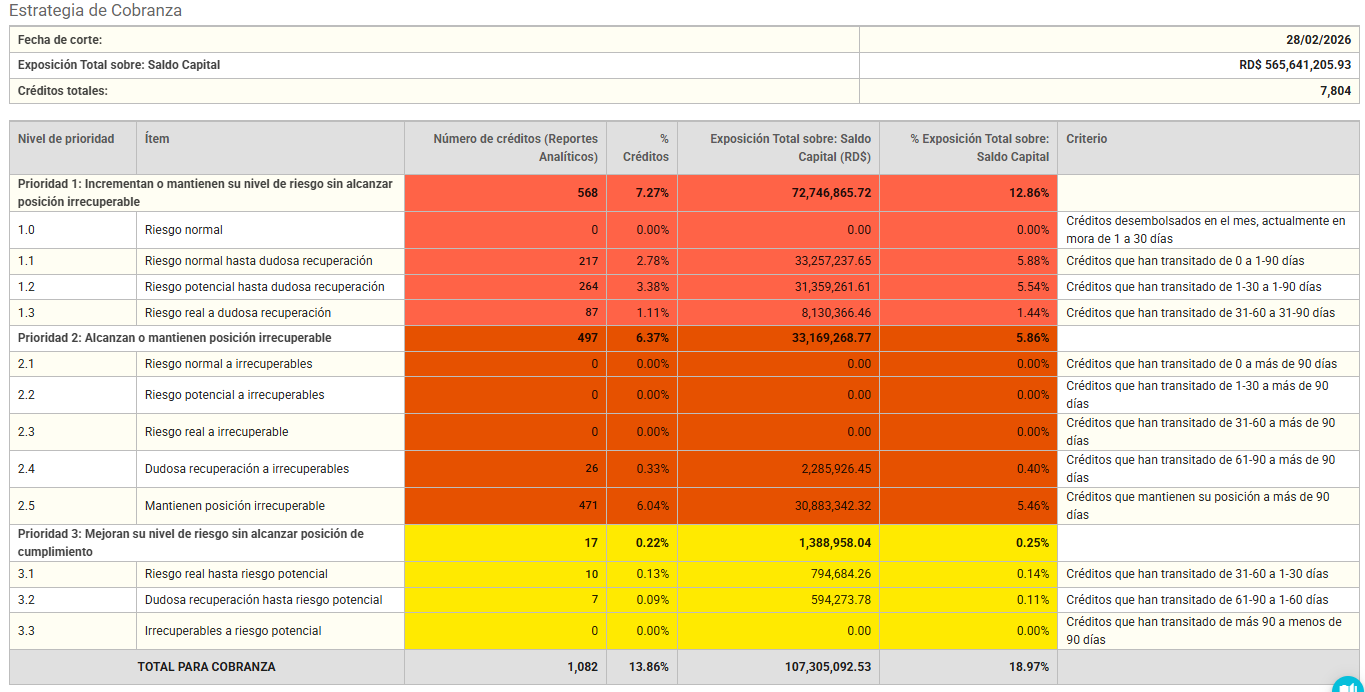 Estrategia de Cobranza
Fecha de corte: 28/02/2026
Exposición Total sobre: Saldo Capital RD$ 565,641,205.93
Créditos totales: 7,804
Nivel de prioridad Ítem Número de créditos (Reportes Analíticos) % Créditos Exposición Total sobre: Saldo Capital (RD$) % Exposición Total sobre: Saldo Capital Criterio
Prioridad 1: Incrementan o mantienen su nivel de riesgo sin alcanzar posición irrecuperable 568 7.27% 72,746,865.72 12.86%
1.0 Riesgo normal 0 0.00% 0.00 0.00% Créditos desembolsados en el mes, actualmente en mora de 1 a 30 días
1.1 Riesgo normal hasta dudosa recuperación 217 2.78% 33,257,237.65 5.88% Créditos que han transitado de 0 a 1-90 días
1.2 Riesgo potencial hasta dudosa recuperación 264 3.38% 31,359,261.61 5.54% Créditos que han transitado de 1-30 a 1-90 días
1.3 Riesgo real a dudosa recuperación 87 1.11% 8,130,366.46 1.44% Créditos que han transitado de 31-60 a 31-90 días
Prioridad 2: Alcanzan o mantienen posición irrecuperable 497 6.37% 33,169,268.77 5.86%
2.1 Riesgo normal a irrecuperables 0 0.00% 0.00 0.00% Créditos que han transitado de 0 a más de 90 días
2.2 Riesgo potencial a irrecuperables 0 0.00% 0.00 0.00% Créditos que han transitado de 1-30 a más de 90 días
2.3 Riesgo real a irrecuperable 0 0.00% 0.00 0.00% Créditos que han transitado de 31-60 a más de 90 días
2.4 Dudosa recuperación a irrecuperables 26 0.33% 2,285,926.45 0.40% Créditos que han transitado de 61-90 a más de 90 días
2.5 Mantienen posición irrecuperable 471 6.04% 30,883,342.32 5.46% Créditos que mantienen su posición a más de 90 días
Prioridad 3: Mejoran su nivel de riesgo sin alcanzar posición de cumplimiento 17 0.22% 1,388,958.04 0.25%
3.1 Riesgo real hasta riesgo potencial 10 0.13% 794,684.26 0.14% Créditos que han transitado de 31-60 a 1-30 días
3.2 Dudosa recuperación hasta riesgo potencial 7 0.09% 594,273.78 0.11% Créditos que han transitado de 61-90 a 1-60 días
3.3 Irrecuperables a riesgo potencial 0 0.00% 0.00 0.00% Créditos que han transitado de más 90 a menos de 90 días
TOTAL PARA COBRANZA 1,082 13.86% 107,305,092.53 18.97%